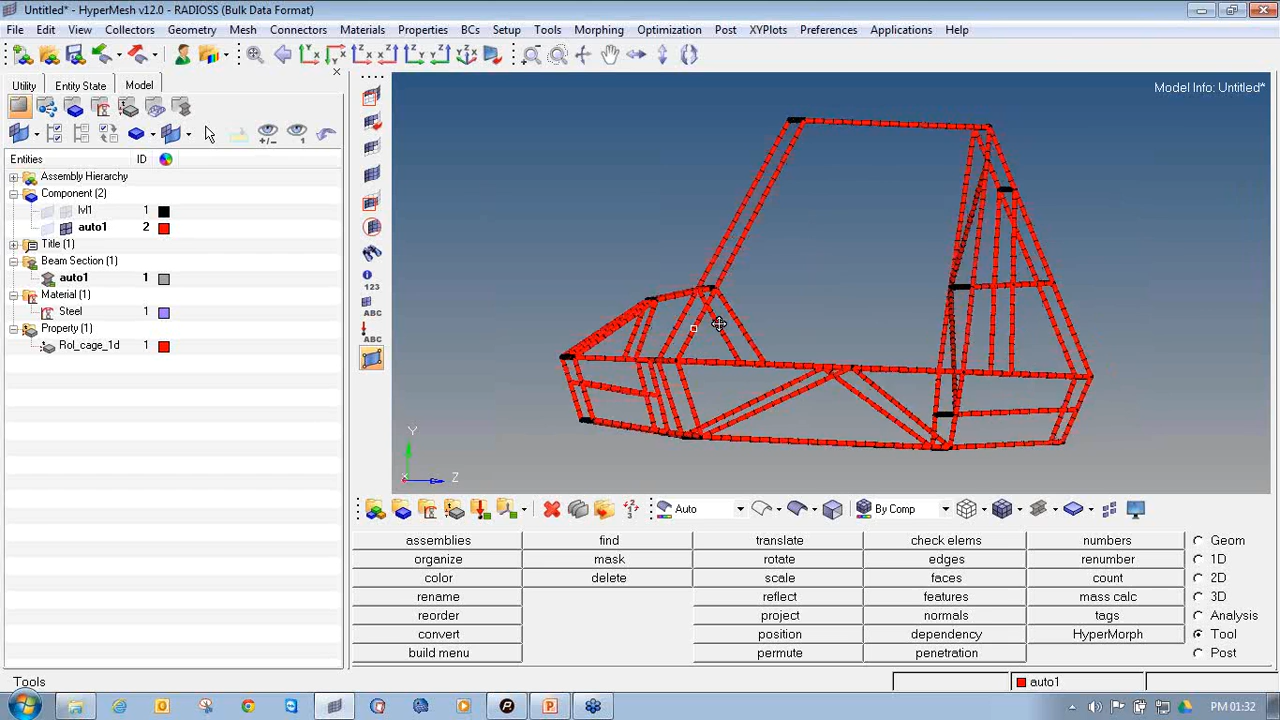 Untitled* - HyperMesh v12.0 - RADIOSS (Bulk Data Format)
File Edit View Collectors Geometry Mesh Connectors Materials Properties BCs Setup Tools Morphing Optimization Post XYPlots Preferences Applications Help
Utility Entity State Model
Model Info: Untitled*
Entities ID
Assembly Hierarchy
Component (2)
lvl1 1
auto1 2
Title (1)
Beam Section (1)
auto1 1
Material (1)
Steel 1
Property (1)
Rol_cage_1d 1
123
ABC
ABC
Y
X Z
Auto By Comp
assemblies find translate check elems numbers Geom
organize mask rotate edges renumber 1D
color delete scale faces count 2D
rename reflect features mass calc 3D
reorder project normals tags Analysis
convert position dependency HyperMorph Tool
build menu permute penetration Post
Tools auto1
PM 01:32